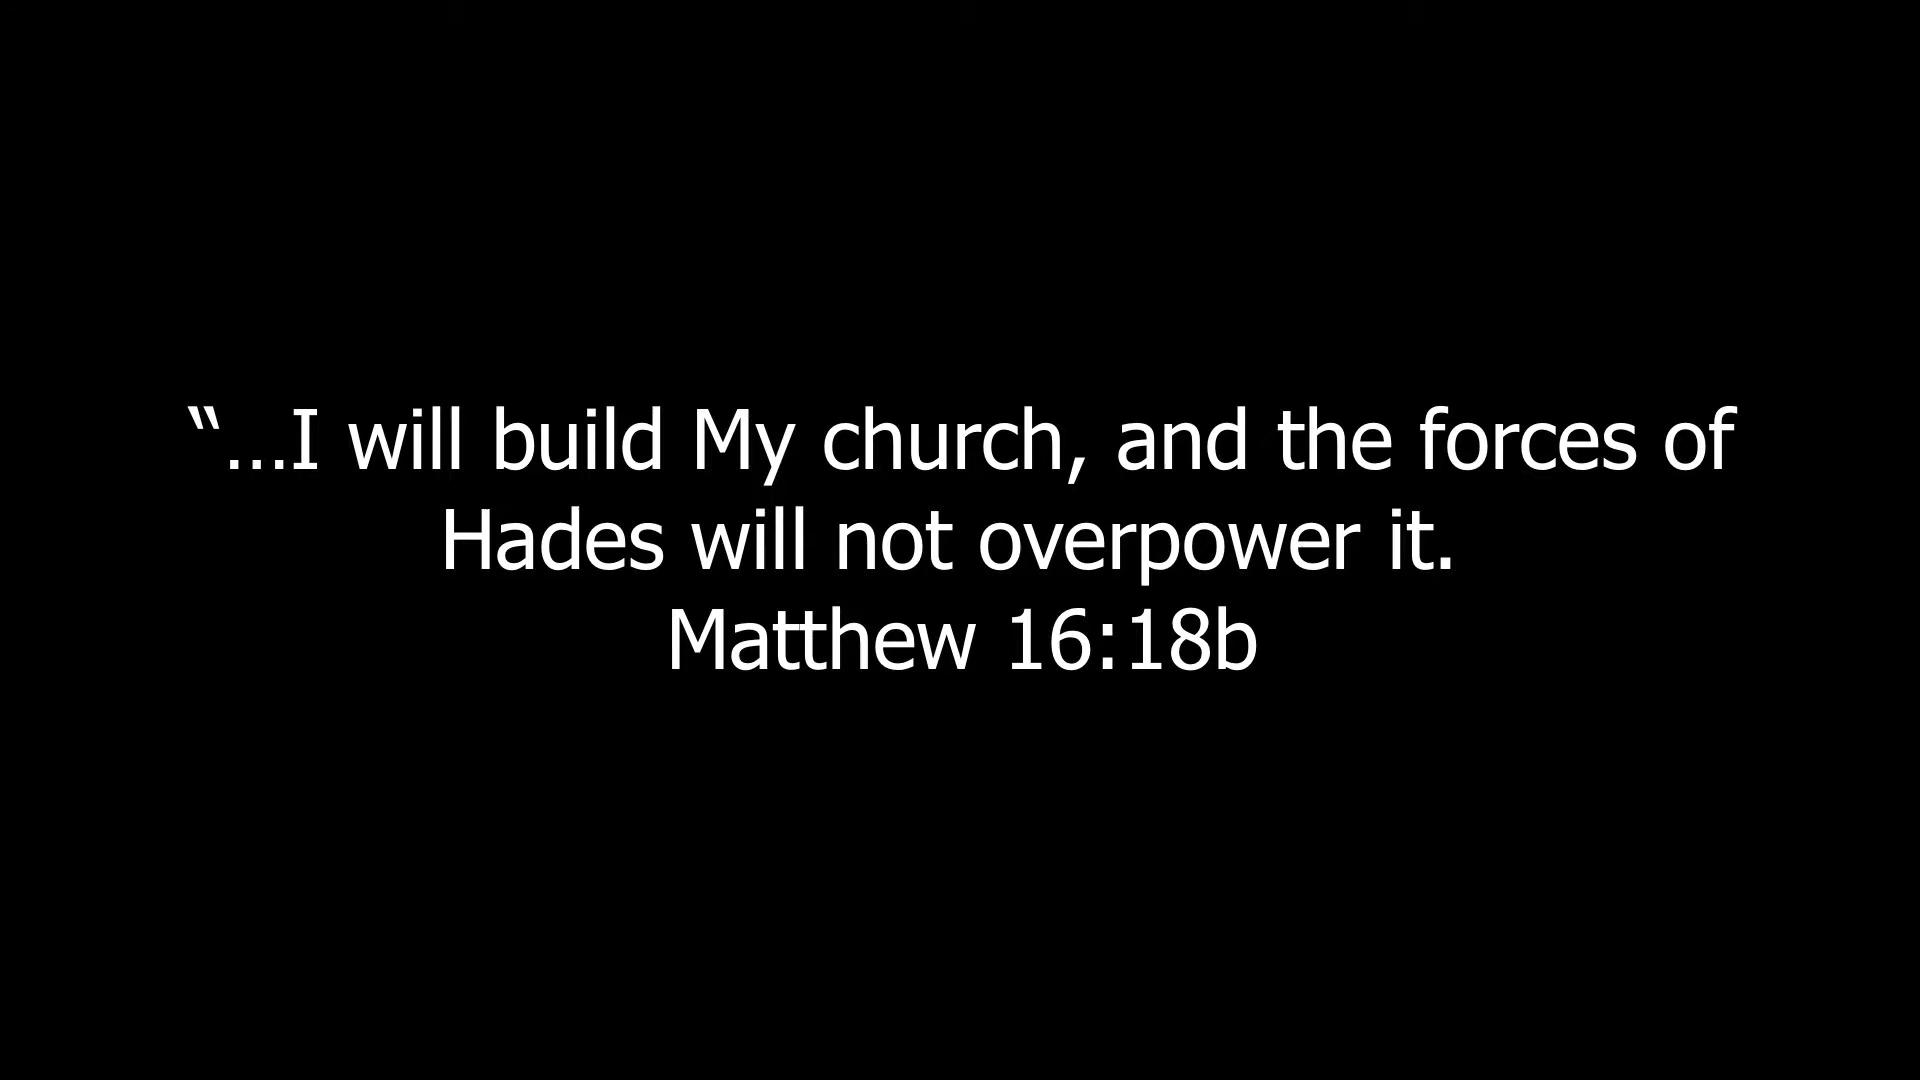 “…I will build My church, and the forces of
Hades will not overpower it.
Matthew 16:18b